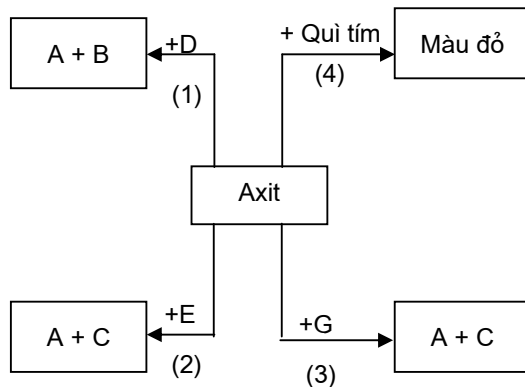 A + B
+D
(1)
+ Quì tím
(4)
Màu đỏ
Axit
A + C
+E
(2)
+G
(3)
A + C